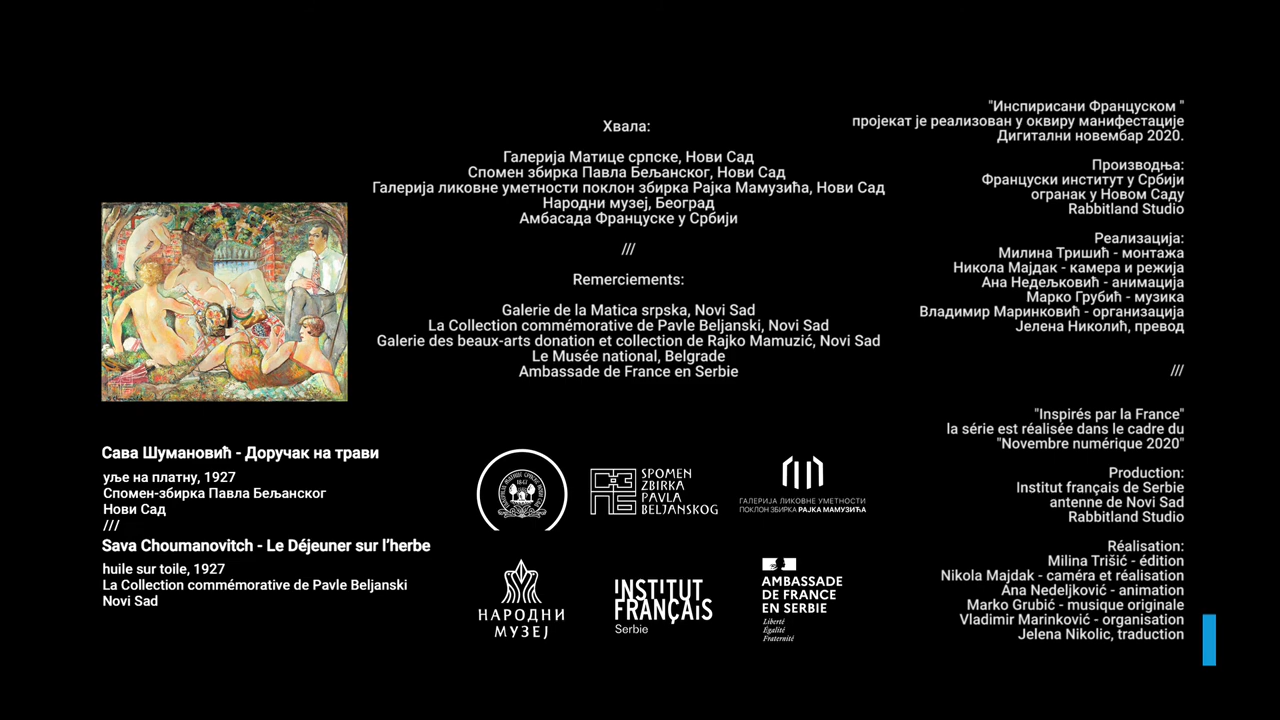 Сава Шумановић - Доручак на трави
уље на платну, 1927
Спомен-збирка Павла Бељанског
Нови Сад
///
Sava Choumanovitch - Le Déjeuner sur l’herbe
huile sur toile, 1927
La Collection commémorative de Pavle Beljanski
Novi Sad
Хвала:
Галерија Матице српске, Нови Сад
Спомен збирка Павла Бељанског, Нови Сад
Галерија ликовне уметности поклон збирка Рајка Мамузића, Нови Сад
Народни музеј, Београд
Амбасада Француске у Србији
///
Remerciements:
Galerie de la Matica srpska, Novi Sad
La Collection commémorative de Pavle Beljanski, Novi Sad
Galerie des beaux-arts donation et collection de Rajko Mamuzić, Novi Sad
Le Musée national, Belgrade
Ambassade de France en Serbie
1847
SPOMEN
ZBIRKA
PAVLA
BELJANSKOG
ГАЛЕРИЈА ЛИКОВНЕ УМЕТНОСТИ
ПОКЛОН ЗБИРКА РАЈКА МАМУЗИЋА
НАРОДНИ
МУЗЕЈ
INSTITUT
FRANÇAIS
Serbie
AMBASSADE
DE FRANCE
EN SERBIE
Liberté
Égalité
Fraternité
"Инспирисани Француском "
пројекат је реализован у оквиру манифестације
Дигитални новембар 2020.
Производња:
Француски институт у Србији
огранак у Новом Саду
Rabbitland Studio
Реализација:
Милина Тришић - монтажа
Никола Мајдак - камера и режија
Ана Недељковић - анимација
Марко Грубић - музика
Владимир Маринковић - организација
Јелена Николић, превод
///
"Inspirés par la France"
la série est réalisée dans le cadre du
"Novembre numérique 2020"
Production:
Institut français de Serbie
antenne de Novi Sad
Rabbitland Studio
Réalisation:
Milina Trišić - édition
Nikola Majdak - caméra et réalisation
Ana Nedeljković - animation
Marko Grubić - musique originale
Vladimir Marinković - organisation
Jelena Nikolic, traduction